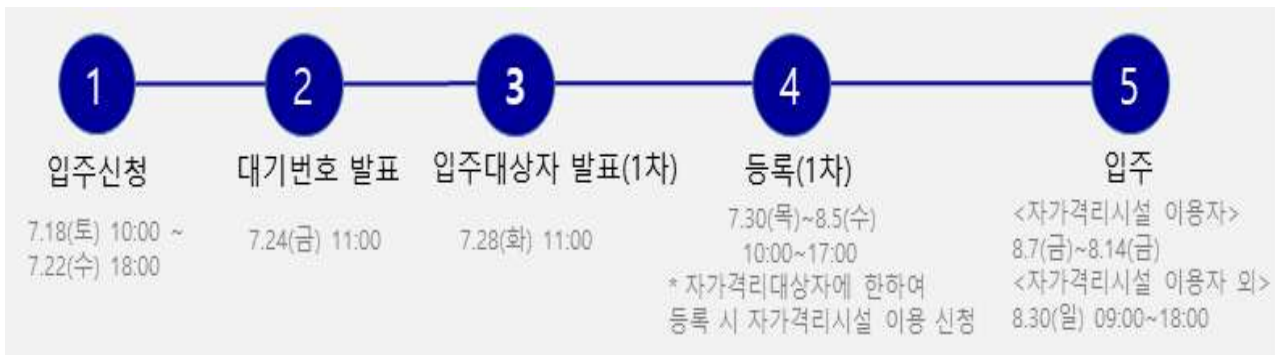 1
2
3
4
5
입주신청
대기번호 발표
입주대상자 발표(1차)
등록(1차)
입주
7.18(토) 10:00 ~
7.22(수) 18:00
7.24(금) 11:00
7.28(화) 11:00
7.30(목)~8.5(수)
10:00~17:00
* 자가격리대상자에 한하여
등록 시 자가격리시설 이용 신청
<자가격리시설 이용자>
8.7(금)~8.14(금)
<자가격리시설 이용자 외>
8.30(일) 09:00~18:00